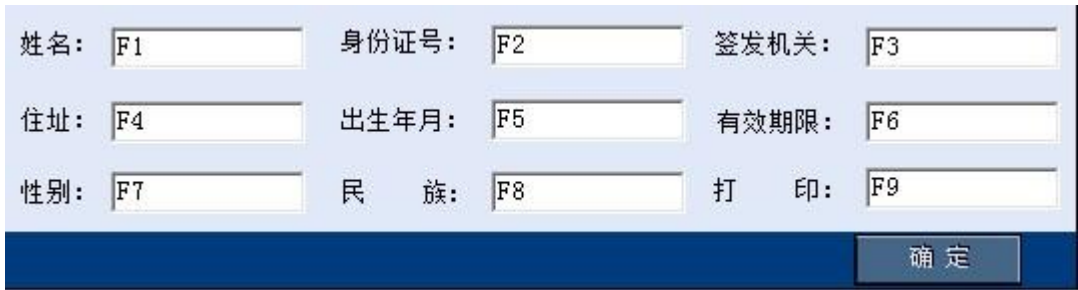 姓名： F1 身份证号： F2 签发机关： F3
住址： F4 出生年月： F5 有效期限： F6
性别： F7 民 族： F8 打 印： F9
确 定